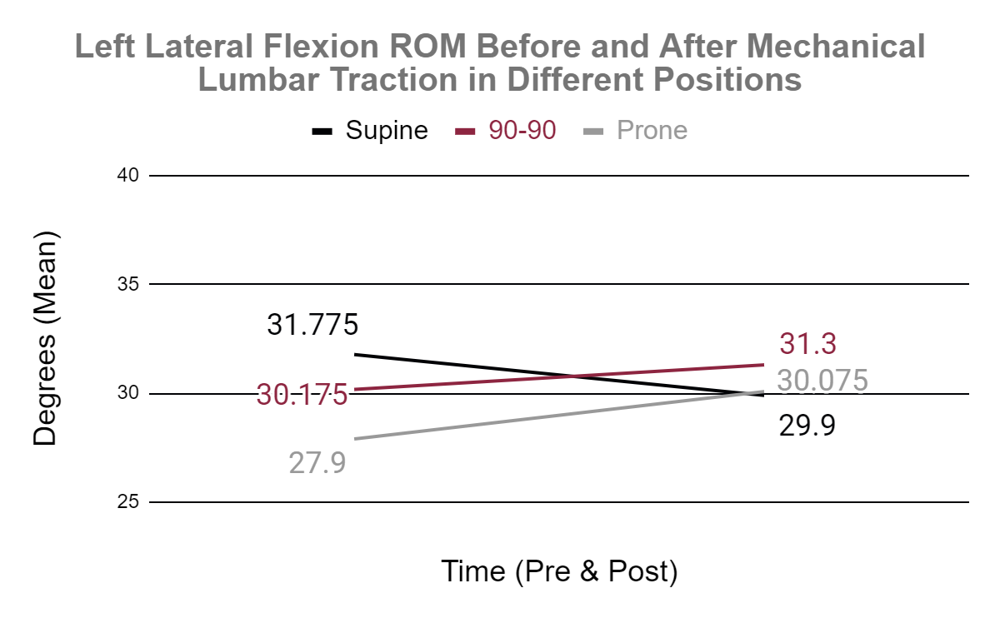 Left Lateral Flexion ROM Before and After Mechanical
Lumbar Traction in Different Positions
Supine 90-90 Prone
40
35
30
25
Degrees (Mean)
31.775
30.175
27.9
31.3
30.075
29.9
Time (Pre & Post)